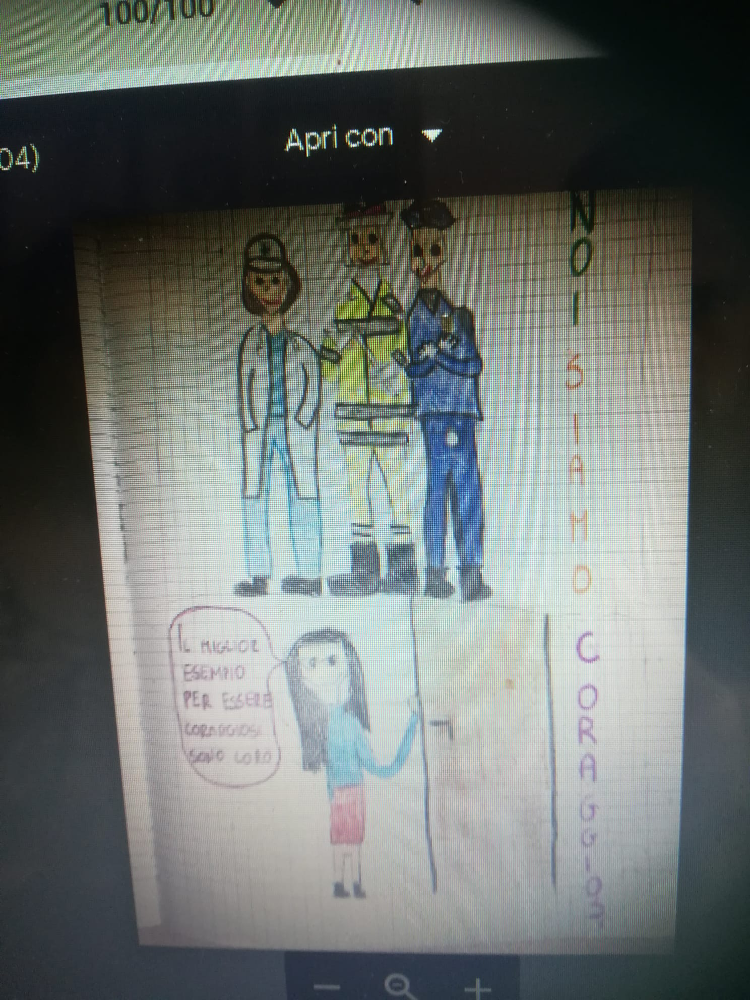 100/100
04)
Apri con
NOI SIAMO CORAGGIOSI
IL MIGLIOR
ESEMPIO
PER ESSERE
CORAGGIOSI
SONO LORO